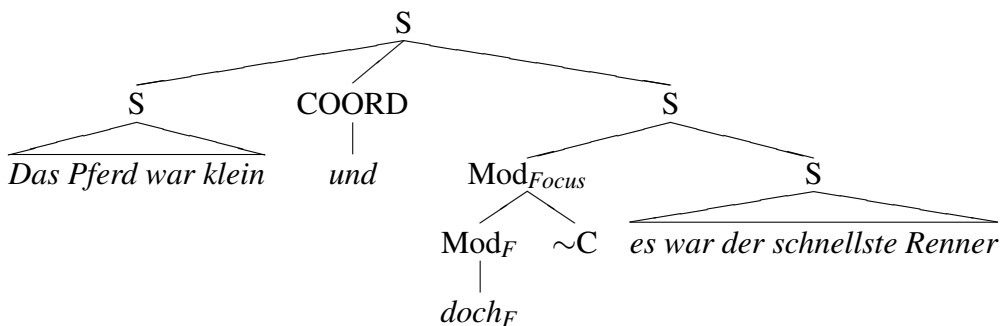 S
S COORD S
Das Pferd war klein und Mod_Focus S
Mod_F ~C es war der schnellste Renner
doch_F